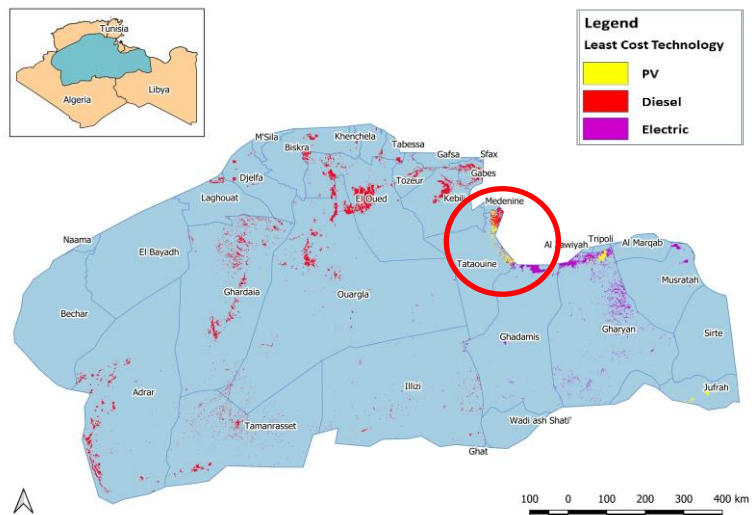 Tunisia
Algeria
Libya
Legend
Least Cost Technology
PV
Diesel
Electric
M'Sila
Khenchela
Biskra
Tabessa
Gafsa
Sfax
Djelfa
Tozeur
Gabes
Laghouat
El Oued
Kebili
Medenine
Naama
El Bayadh
Al Zawiyah
Tripoli
Al Marqab
Tataouine
Musratah
Ghardaia
Ouargla
Bechar
Ghadamis
Gharyan
Sirte
Adrar
Illizi
Jufrah
Tamanrasset
Wadi ash Shati'
Ghat
100 0 100 200 300 400 km